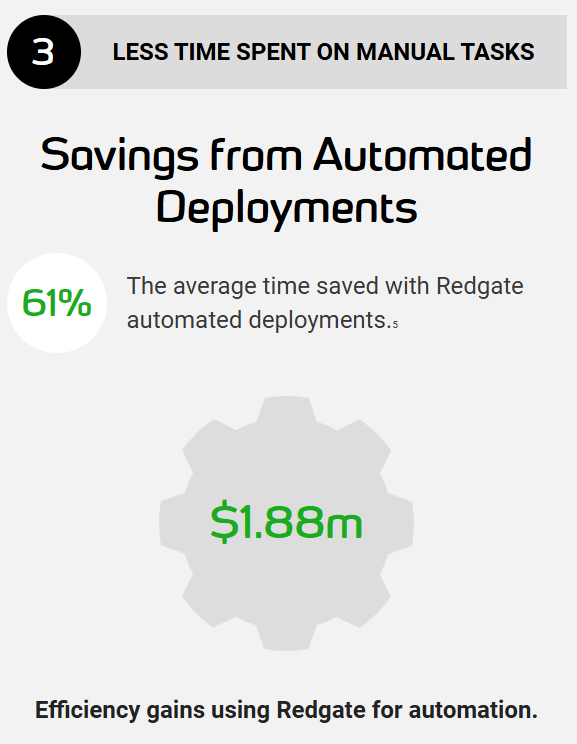 3
LESS TIME SPENT ON MANUAL TASKS
Savings from Automated
Deployments
61%
The average time saved with Redgate
automated deployments.5
$1.88m
Efficiency gains using Redgate for automation.